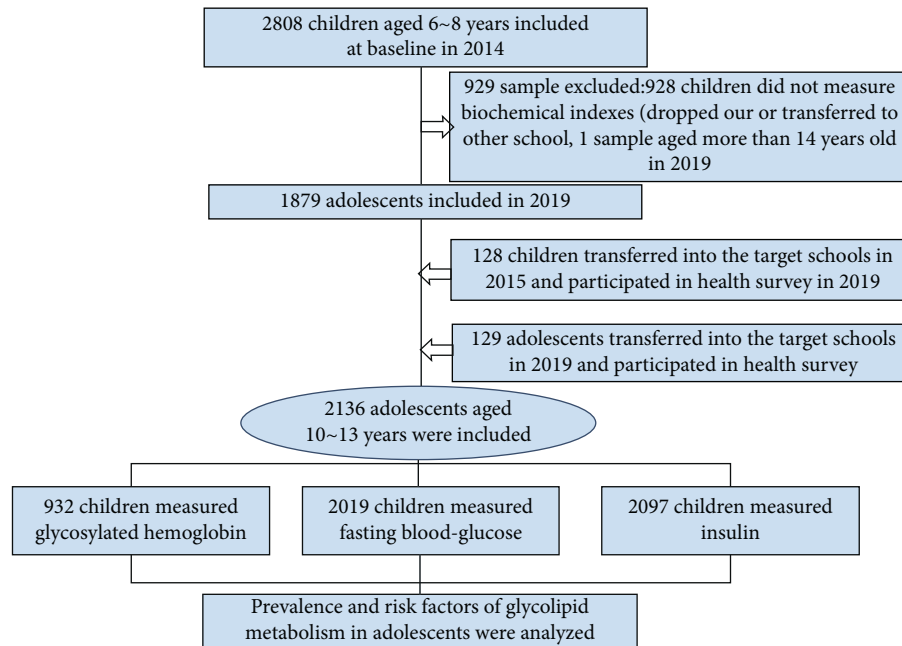 2808 children aged 6~8 years included
at baseline in 2014
929 sample excluded:928 children did not measure
biochemical indexes (dropped our or transferred to
other school, 1 sample aged more than 14 years old
in 2019
1879 adolescents included in 2019
128 children transferred into the target schools in
2015 and participated in health survey in 2019
129 adolescents transferred into the target schools
in 2019 and participated in health survey
2136 adolescents aged
10~13 years were included
932 children measured
glycosylated hemoglobin
2019 children measured
fasting blood-glucose
2097 children measured
insulin
Prevalence and risk factors of glycolipid
metabolism in adolescents were analyzed